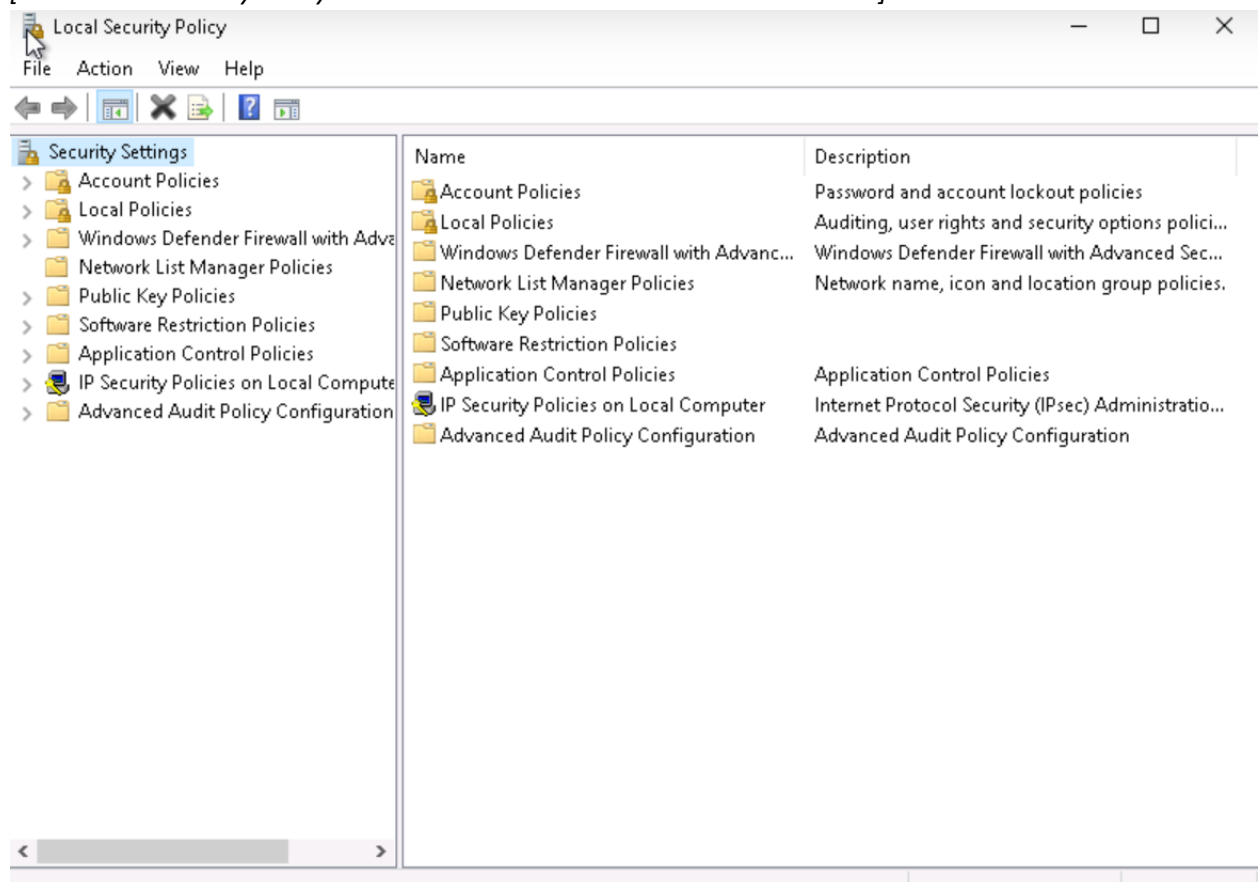 Local Security Policy
File Action View Help
Security Settings
Account Policies
Local Policies
Windows Defender Firewall with Adva
Network List Manager Policies
Public Key Policies
Software Restriction Policies
Application Control Policies
IP Security Policies on Local Compute
Advanced Audit Policy Configuration
Name Description
Account Policies Password and account lockout policies
Local Policies Auditing, user rights and security options polici...
Windows Defender Firewall with Advanc... Windows Defender Firewall with Advanced Sec...
Network List Manager Policies Network name, icon and location group policies.
Public Key Policies
Software Restriction Policies
Application Control Policies Application Control Policies
IP Security Policies on Local Computer Internet Protocol Security (IPsec) Administratio...
Advanced Audit Policy Configuration Advanced Audit Policy Configuration